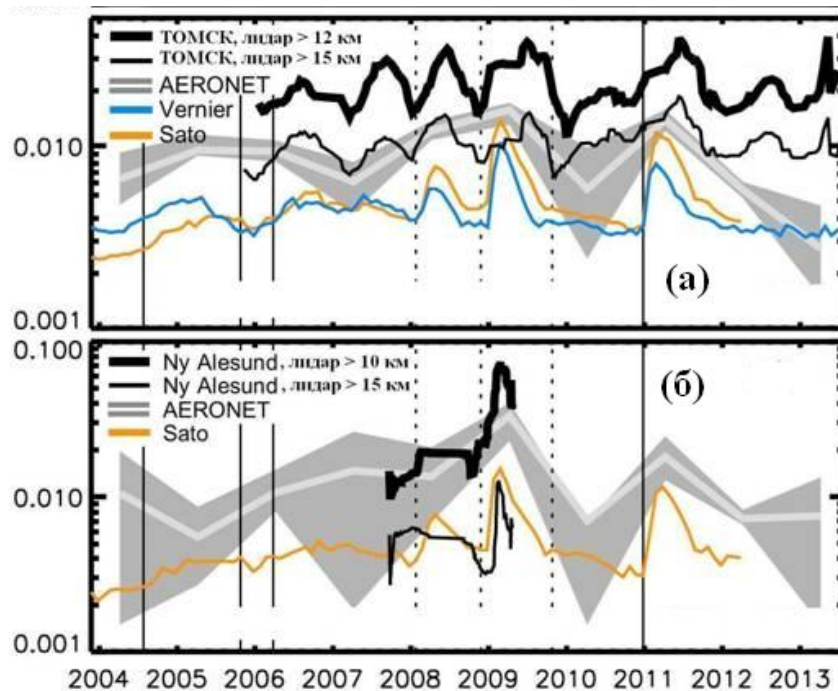 ТОМСК, лидар > 12 км
ТОМСК, лидар > 15 км
AERONET
Vernier
Sato
0.010
0.001
(а)
0.100
Ny Alesund, лидар > 10 км
Ny Alesund, лидар > 15 км
AERONET
Sato
(б)
0.010
0.001
2004 2005 2006 2007 2008 2009 2010 2011 2012 2013